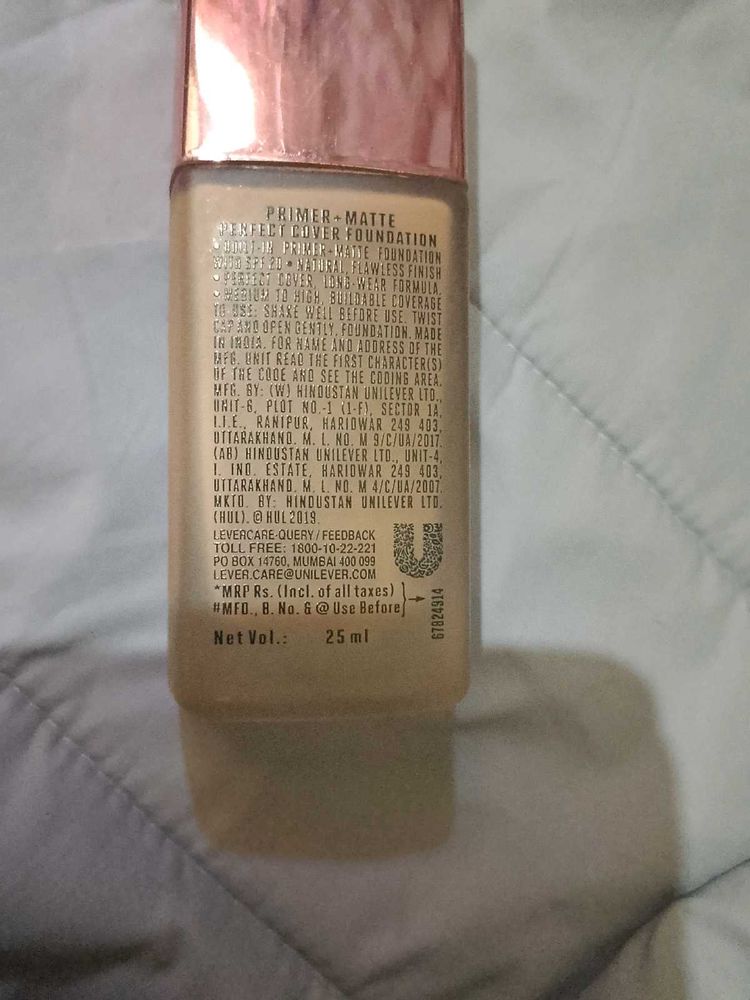 PRIMER+MATTE
PERFECT COVER FOUNDATION
• BUILT-IN PRIMER+MATTE FOUNDATION
WITH SPF 20 • NATURAL, FLAWLESS FINISH
• PERFECT COVER, LONG-WEAR FORMULA,
• MEDIUM TO HIGH, BUILDABLE COVERAGE
TO USE: SHAKE WELL BEFORE USE. TWIST
CAP AND OPEN GENTLY. FOUNDATION. MADE
IN INDIA. FOR NAME AND ADDRESS OF THE
MFG. UNIT READ THE FIRST CHARACTER(S)
OF THE CODE AND SEE THE CODING AREA.
MFG. BY: (W) HINDUSTAN UNILEVER LTD.,
UNIT-6, PLOT NO.-1 (1-F), SECTOR 1A,
I.I.E., RANIPUR, HARIDWAR 249 403,
UTTARAKHAND. M. L. NO. M 9/C/UA/2017.
(AB) HINDUSTAN UNILEVER LTD., UNIT-4,
I. IND. ESTATE, HARIDWAR 249 403,
UTTARAKHAND. M. L. NO. M 4/C/UA/2007.
MKTD. BY: HINDUSTAN UNILEVER LTD.
(HUL). © HUL 2019.
LEVERCARE-QUERY / FEEDBACK
TOLL FREE: 1800-10-22-221
PO BOX 14760, MUMBAI 400 099
LEVER.CARE@UNILEVER.COM
*MRP Rs. (Incl. of all taxes)
#MFD., B. No. & @ Use Before
67824914
Net Vol.: 25 ml